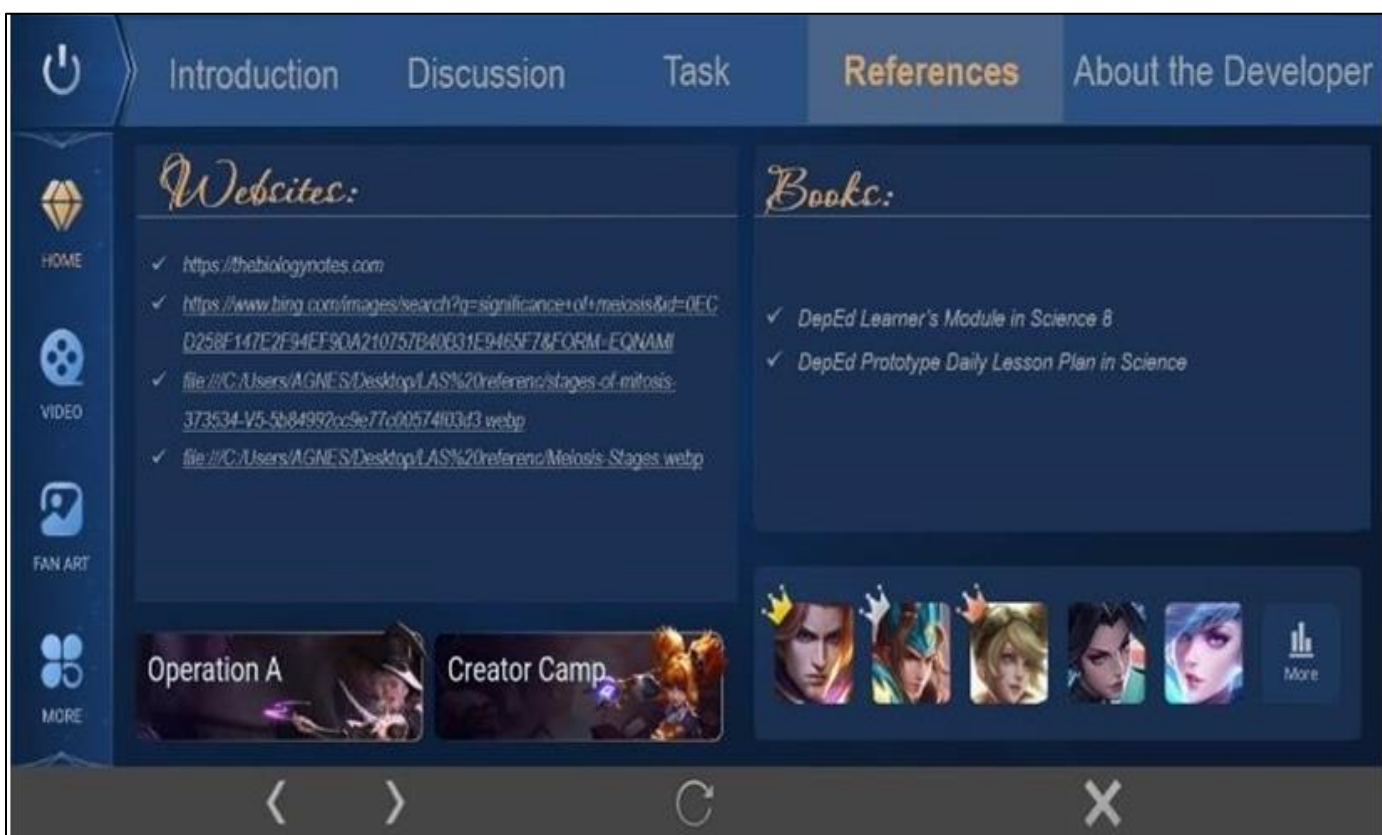 Introduction
Discussion
Task
References
About the Developer
HOME
VIDEO
FAN ART
MORE
Websites:
✓ https://thebiologynotes.com
✓ https://www.bing.com/images/search?q=significance+of+meiosis&id=0EC
D258F147E2F94EF9DA210757B40B31E9465F7&FORM=EQNAMI
✓ file:///C:/Users/AGNES/Desktop/LAS%20referenc/stages-of-mitosis-
373534-V5-5b84992cc9e77c00574f03d3.webp
✓ file:///C:/Users/AGNES/Desktop/LAS%20referenc/Meiosis-Stages.webp
Books:
✓ DepEd Learner's Module in Science 8
✓ DepEd Prototype Daily Lesson Plan in Science
Operation A
Creator Camp
More